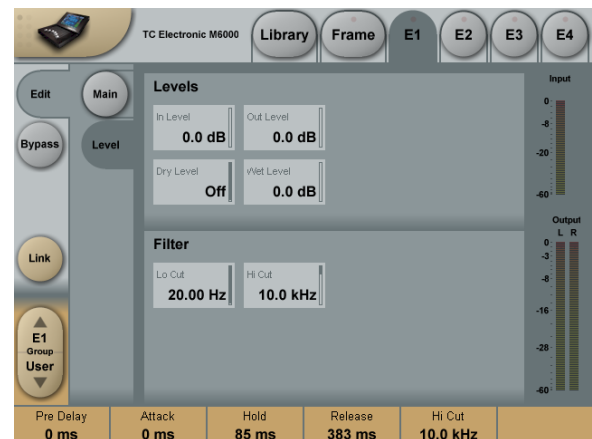 TC Electronic M6000
Library
Frame
E1
E2
E3
E4
Edit
Main
Bypass
Level
Link
E1
Group
User
Levels
In Level
0.0 dB
Out Level
0.0 dB
Dry Level
Off
Wet Level
0.0 dB
Filter
Lo Cut
20.00 Hz
Hi Cut
10.0 kHz
Input
0
-8
-20
-60
Output
L R
0
-3
-8
-16
-28
-60
Pre Delay
0 ms
Attack
0 ms
Hold
85 ms
Release
383 ms
Hi Cut
10.0 kHz